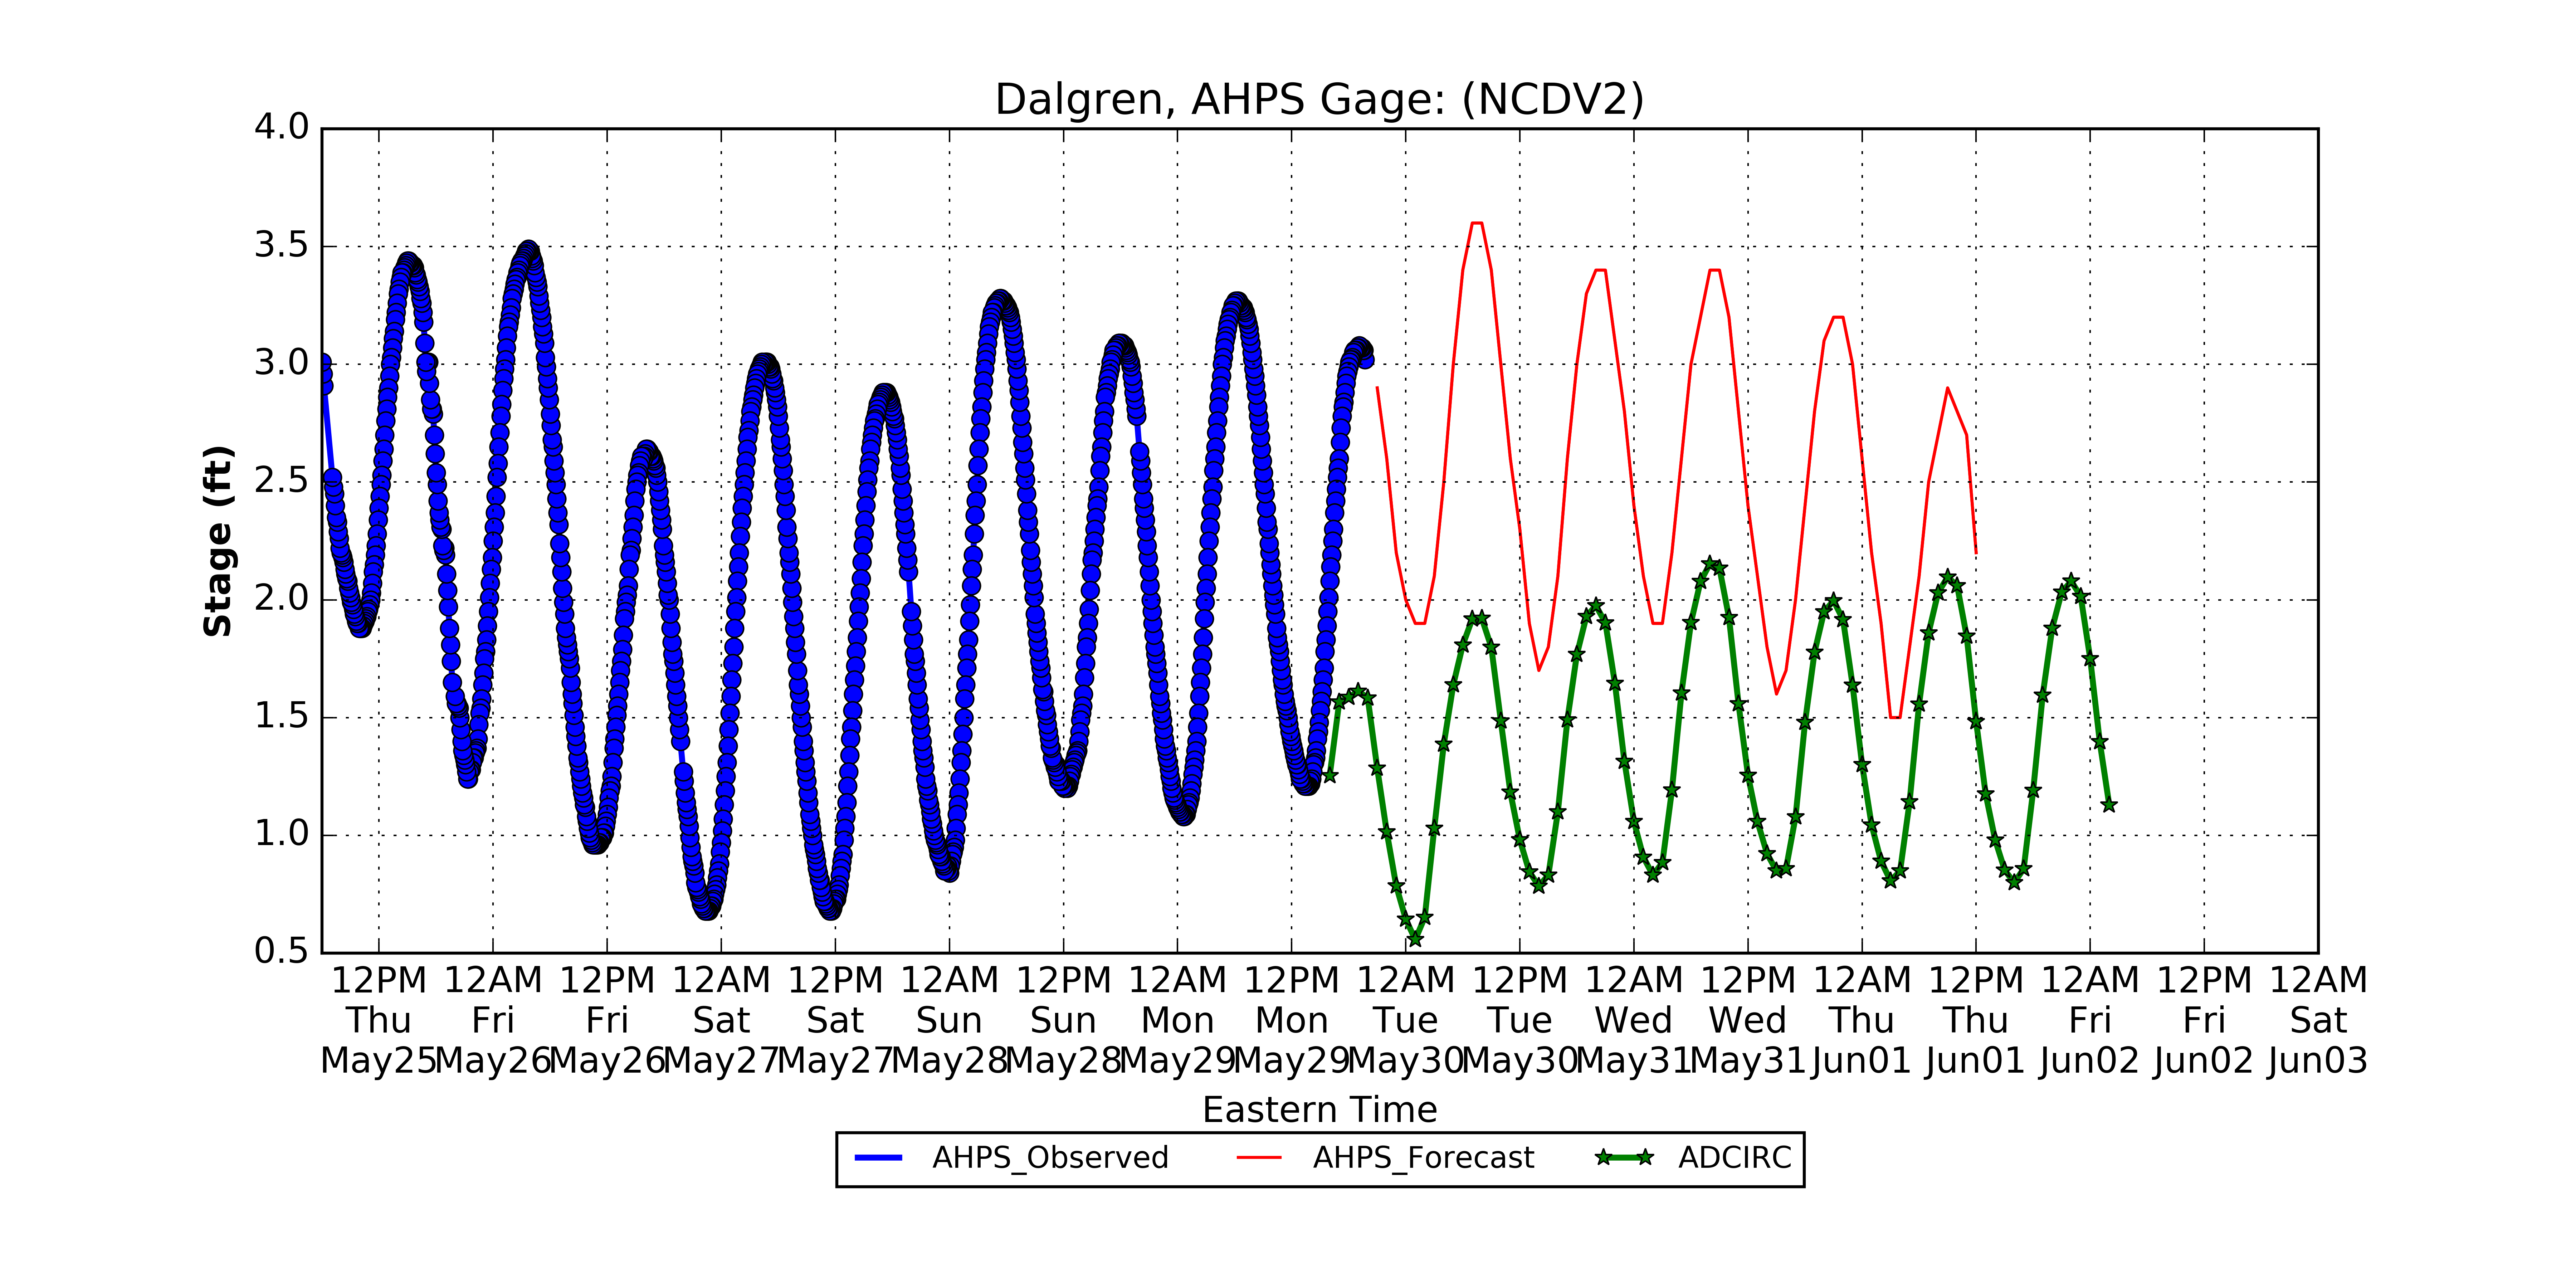 Dalgren, AHPS Gage: (NCDV2)
Stage (ft)
4.0
3.5
3.0
2.5
2.0
1.5
1.0
0.5
12PM 12AM 12PM 12AM 12PM 12AM 12PM 12AM 12PM 12AM 12PM 12AM 12PM 12AM 12PM 12AM 12PM 12AM
Thu Fri Fri Sat Sat Sun Sun Mon Mon Tue Tue Wed Wed Thu Thu Fri Fri Sat
May25 May26 May26 May27 May27 May28 May28 May29 May29 May30 May30 May31 May31 Jun01 Jun01 Jun02 Jun02 Jun03
Eastern Time
AHPS_Observed AHPS_Forecast ADCIRC